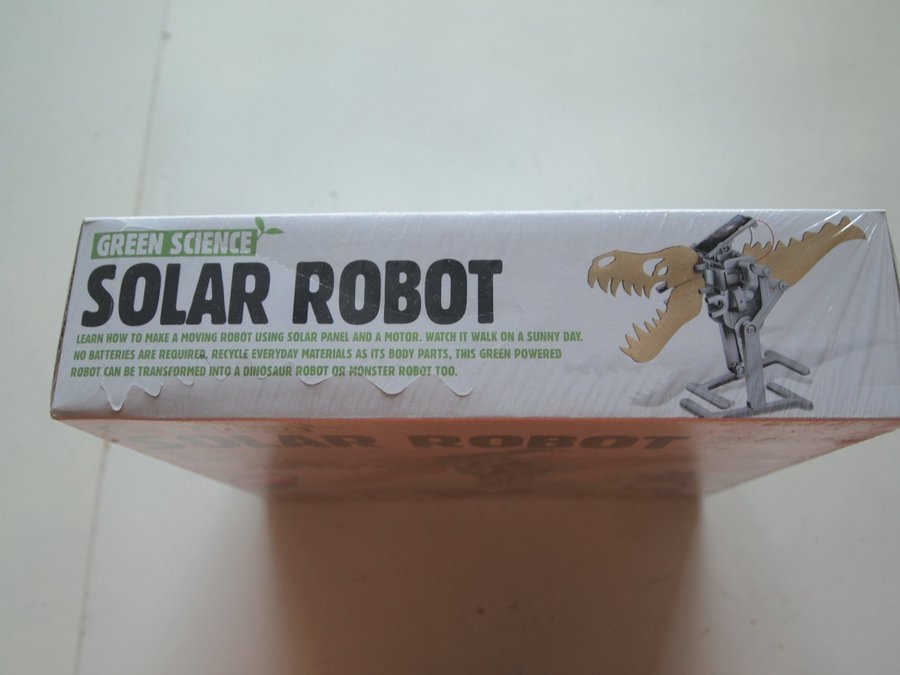 GREEN SCIENCE
SOLAR ROBOT
LEARN HOW TO MAKE A MOVING ROBOT USING SOLAR PANEL AND A MOTOR. WATCH IT WALK ON A SUNNY DAY.
NO BATTERIES ARE REQUIRED. RECYCLE EVERYDAY MATERIALS AS ITS BODY PARTS, THIS GREEN POWERED
ROBOT CAN BE TRANSFORMED INTO A DINOSAUR ROBOT OR MONSTER ROBOT TOO.
SOLAR ROBOT